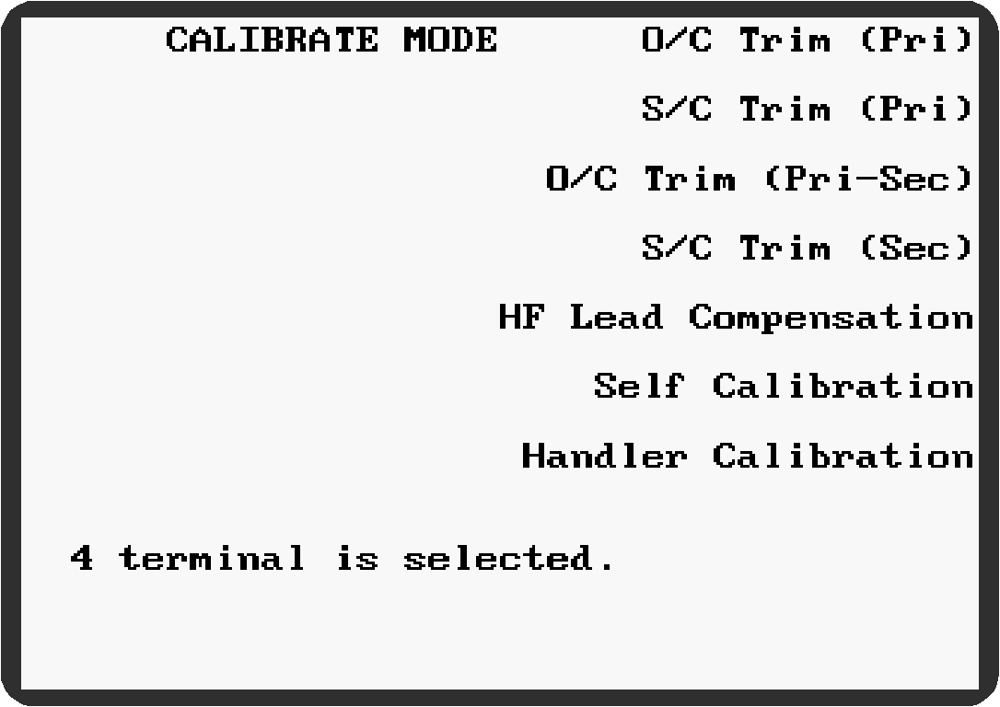 CALIBRATE MODE O/C Trim (Pri)
S/C Trim (Pri)
O/C Trim (Pri-Sec)
S/C Trim (Sec)
HF Lead Compensation
Self Calibration
Handler Calibration
4 terminal is selected.